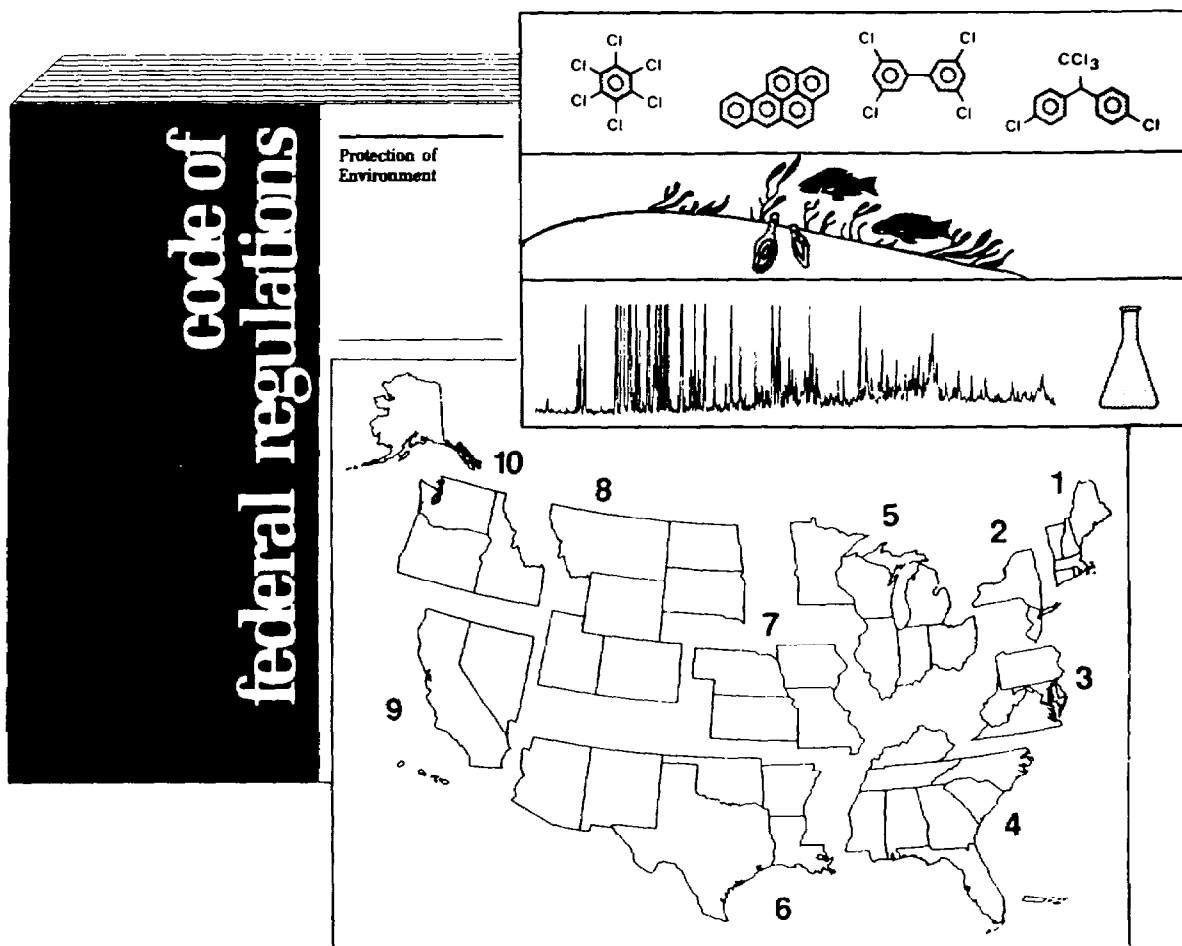 code of
federal regulations
Protection of
Environment
Cl
Cl
Cl
Cl
Cl
Cl
Cl
Cl
Cl
Cl
CCl3
Cl
Cl
10
8
5
1
2
7
3
9
4
6